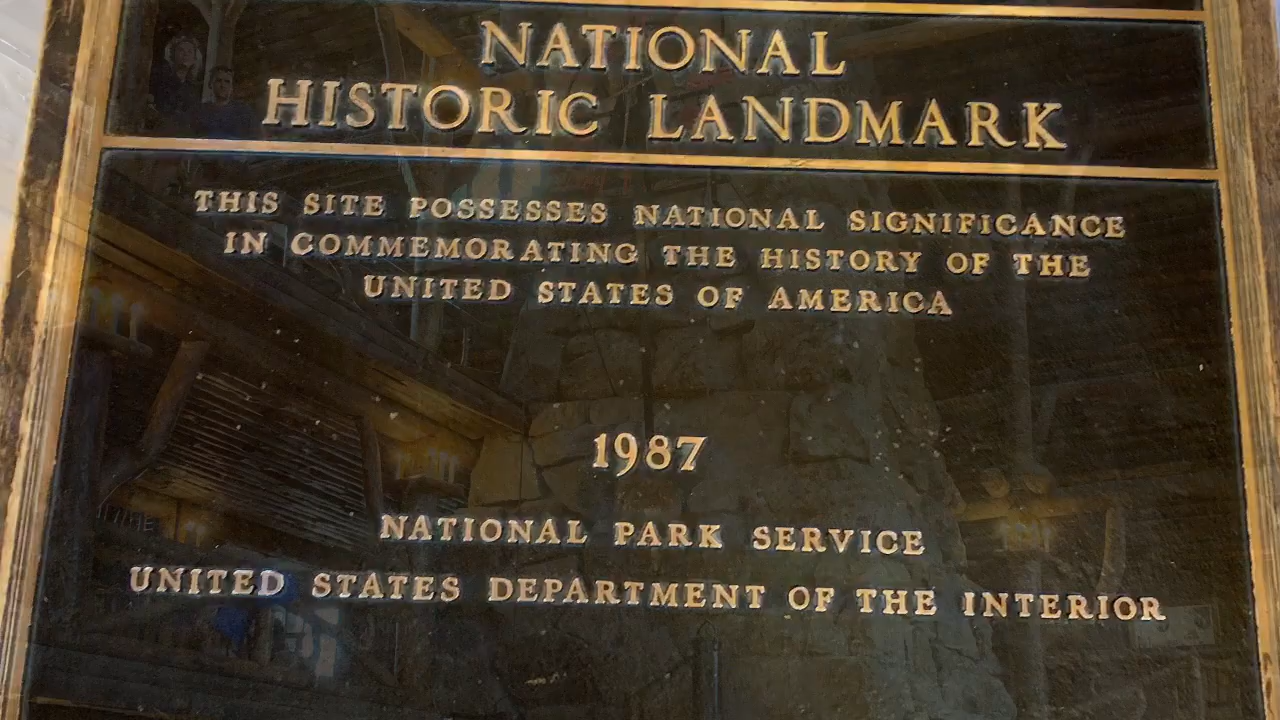 NATIONAL
HISTORIC LANDMARK
THIS SITE POSSESSES NATIONAL SIGNIFICANCE
IN COMMEMORATING THE HISTORY OF THE
UNITED STATES OF AMERICA
1987
NATIONAL PARK SERVICE
UNITED STATES DEPARTMENT OF THE INTERIOR